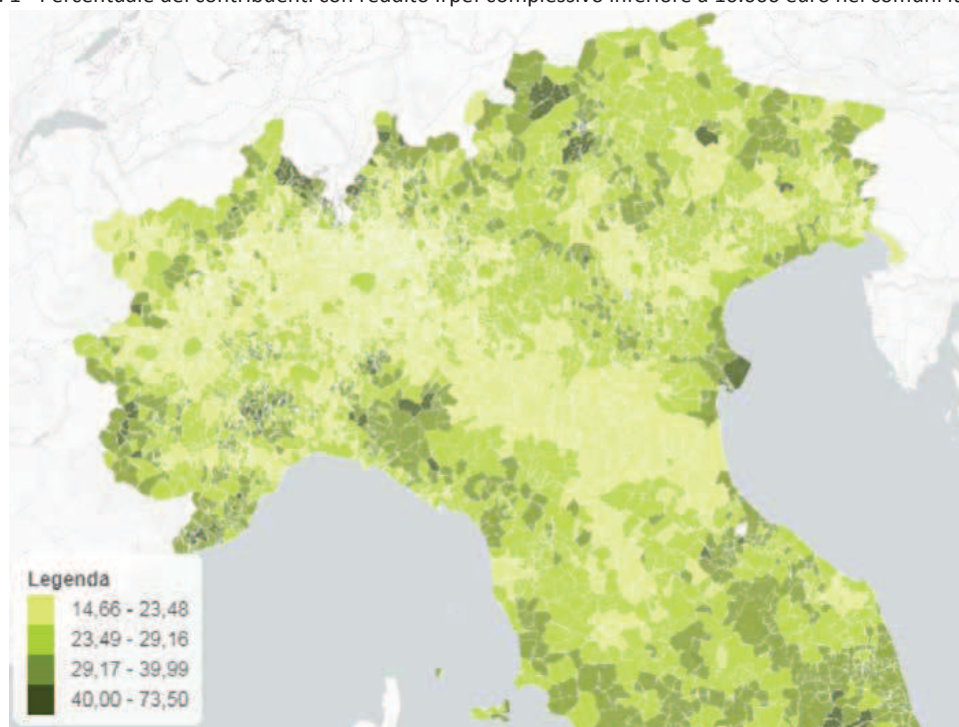 1 - Percentuale dei contribuenti con reddito Irpef complessivo inferiore a 10.000 euro nei comuni
Legenda
14,66 - 23,48
23,49 - 29,16
29,17 - 39,99
40,00 - 73,50